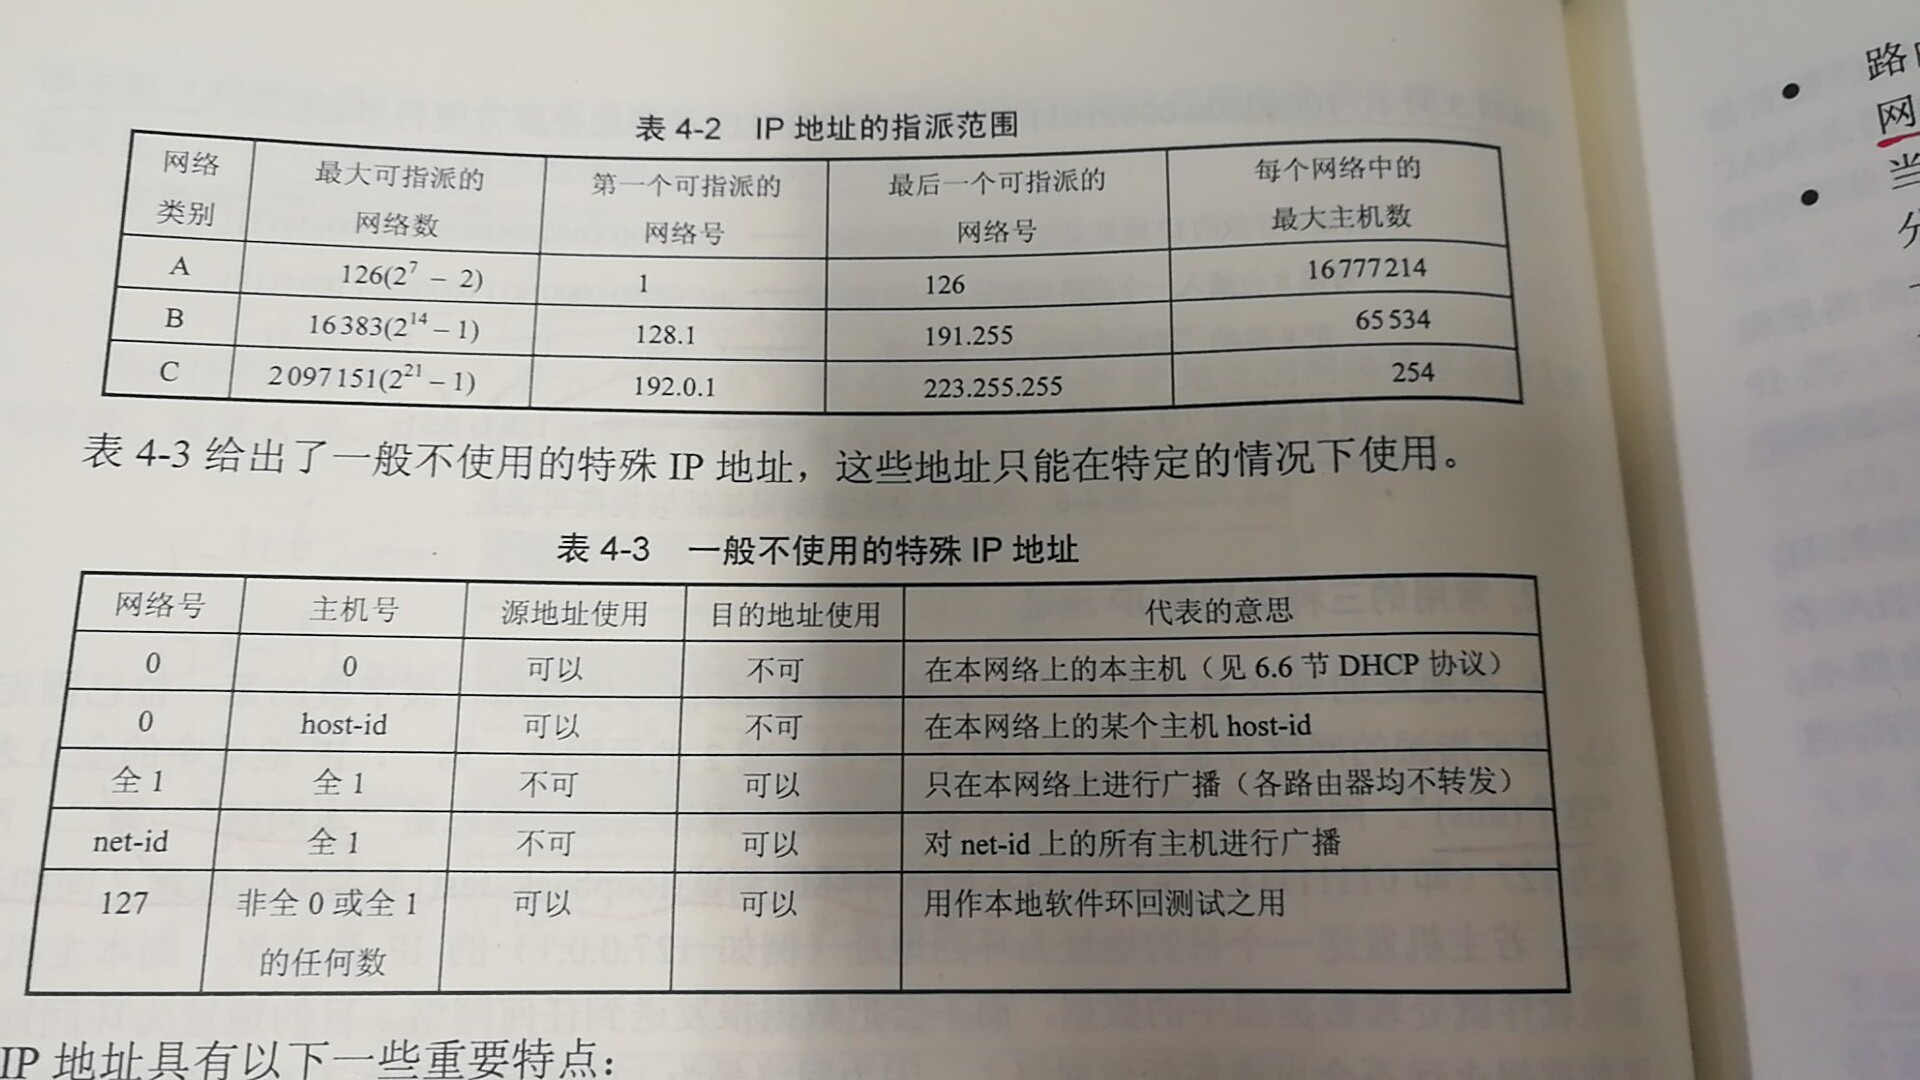 表 4-2 IP 地址的指派范围
网络类别 最大可指派的网络数 第一个可指派的网络号 最后一个可指派的网络号 每个网络中的最大主机数
A 126(2⁷ − 2) 1 126 16777214
B 16383(2¹⁴ − 1) 128.1 191.255 65534
C 2097151(2²¹ − 1) 192.0.1 223.255.255 254
表 4-3 给出了一般不使用的特殊 IP 地址，这些地址只能在特定的情况下使用。
表 4-3 一般不使用的特殊 IP 地址
网络号 主机号 源地址使用 目的地址使用 代表的意思
0 0 可以 不可 在本网络上的本主机（见 6.6 节 DHCP 协议）
0 host-id 可以 不可 在本网络上的某个主机 host-id
全 1 全 1 不可 可以 只在本网络上进行广播（各路由器均不转发）
net-id 全 1 不可 可以 对 net-id 上的所有主机进行广播
127 非全 0 或全 1 的任何数 可以 可以 用作本地软件环回测试之用
IP 地址具有以下一些重要特点：
路
网
当